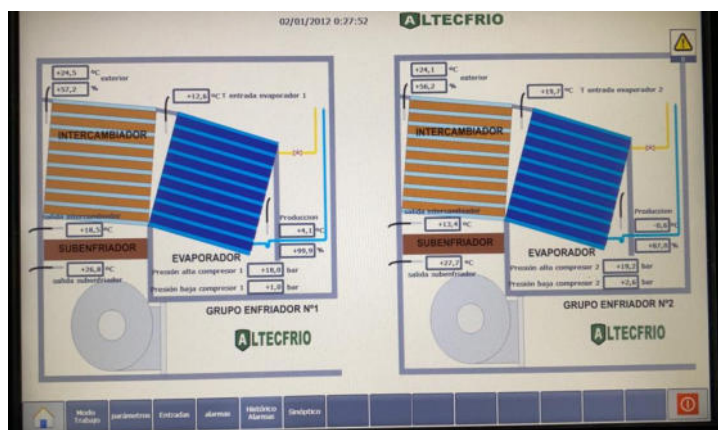 02/01/2012 0:27:52
ALTECFRIO
+24,5 ºC
exterior
+57,2 %
+12,6 ºC T entrada evaporador 1
INTERCAMBIADOR
salida intercambiador
+18,5 ºC
SUBENFRIADOR
+26,8 ºC
salida subenfriador
EVAPORADOR
Produccion
+4,1 ºC
+99,9 %
Presión alta compresor 1 +18,0 bar
Presión baja compresor 1 +1,8 bar
GRUPO ENFRIADOR Nº1
ALTECFRIO
+24,1 ºC
exterior
+56,2 %
+19,7 ºC T entrada evaporador 2
INTERCAMBIADOR
salida intercambiador
+13,4 ºC
SUBENFRIADOR
+27,7 ºC
salida subenfriador
EVAPORADOR
Produccion
-0,6 ºC
+67,0 %
Presión alta compresor 2 +19,2 bar
Presión baja compresor 2 +2,6 bar
GRUPO ENFRIADOR Nº2
ALTECFRIO
Modo Trabajo
parámetros
Entradas
alarmas
Histórico Alarmas
Sinóptico